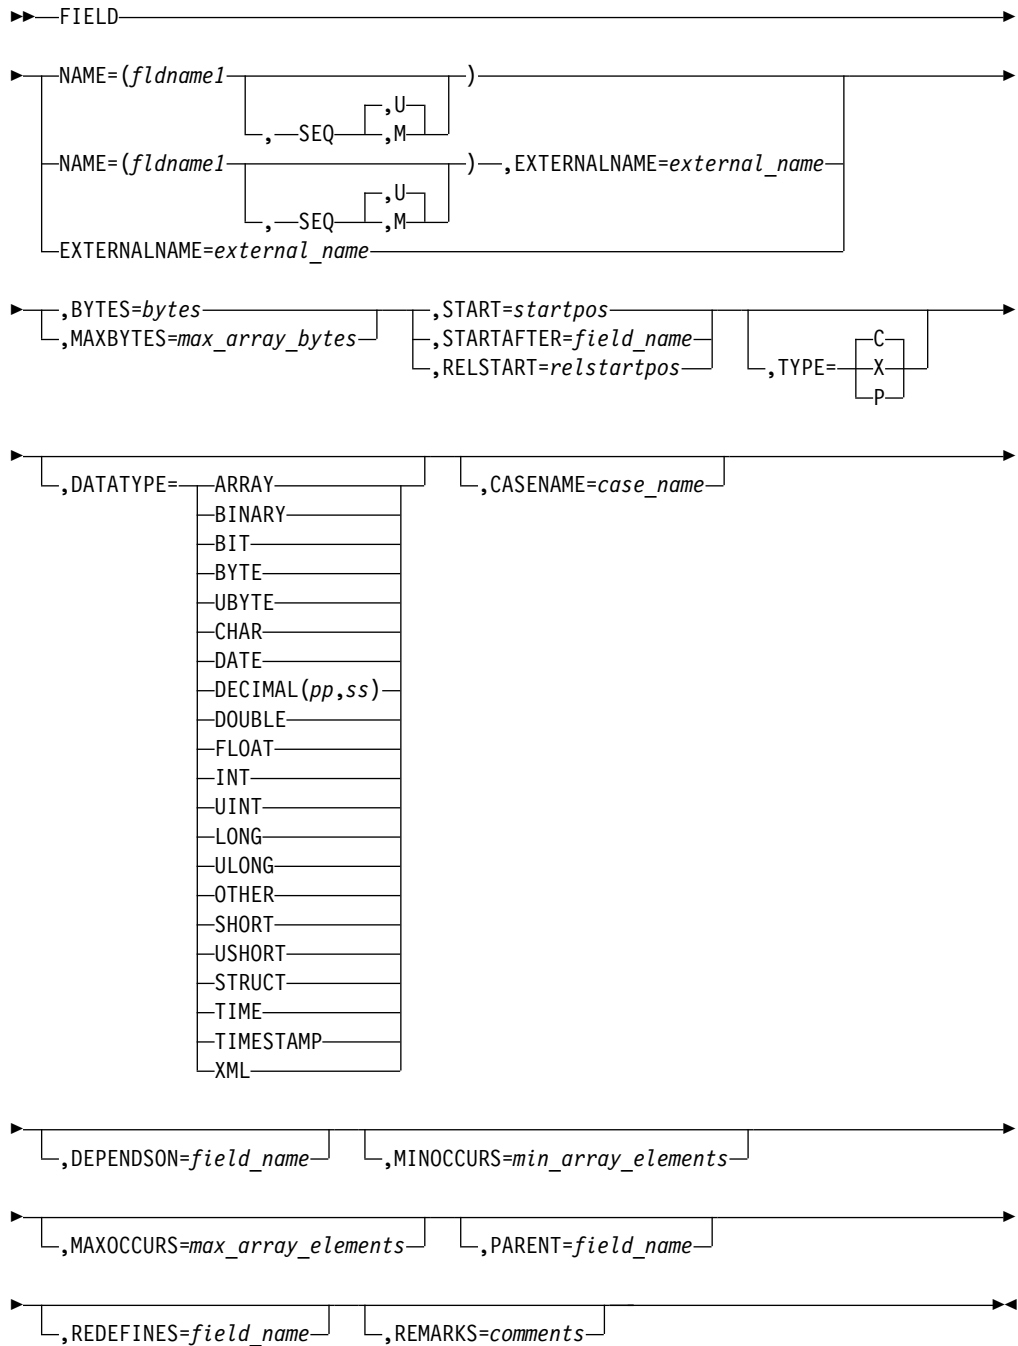 FIELD
NAME=(fldname1 )
,U
, SEQ ,M
NAME=(fldname1 ) ,EXTERNALNAME=external_name
,U
, SEQ ,M
EXTERNALNAME=external_name
,BYTES=bytes ,START=startpos
,MAXBYTES=max_array_bytes ,STARTAFTER=field_name C
,RELSTART=relstartpos ,TYPE= X
P
,DATATYPE= ARRAY ,CASENAME=case_name
BINARY
BIT
BYTE
UBYTE
CHAR
DATE
DECIMAL(pp,ss)
DOUBLE
FLOAT
INT
UINT
LONG
ULONG
OTHER
SHORT
USHORT
STRUCT
TIME
TIMESTAMP
XML
,DEPENDSON=field_name ,MINOCCURS=min_array_elements
,MAXOCCURS=max_array_elements ,PARENT=field_name
,REDEFINES=field_name ,REMARKS=comments